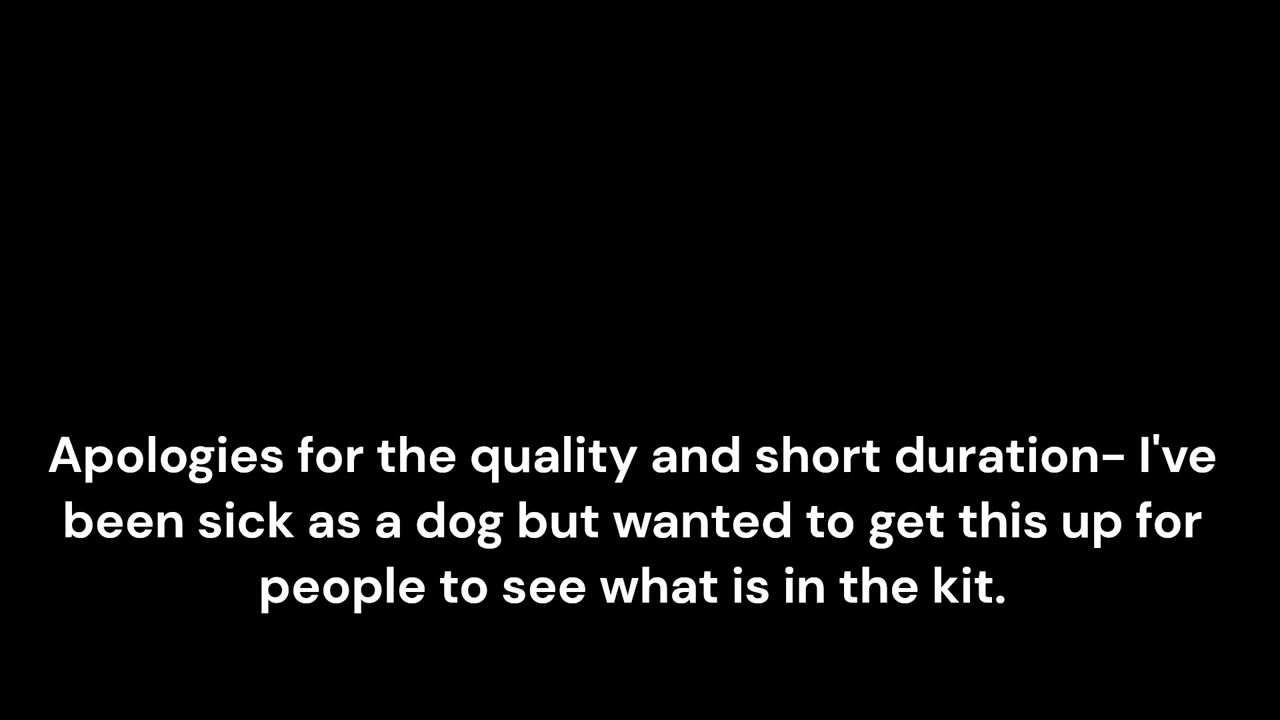 Apologies for the quality and short duration- I've
been sick as a dog but wanted to get this up for
people to see what is in the kit.